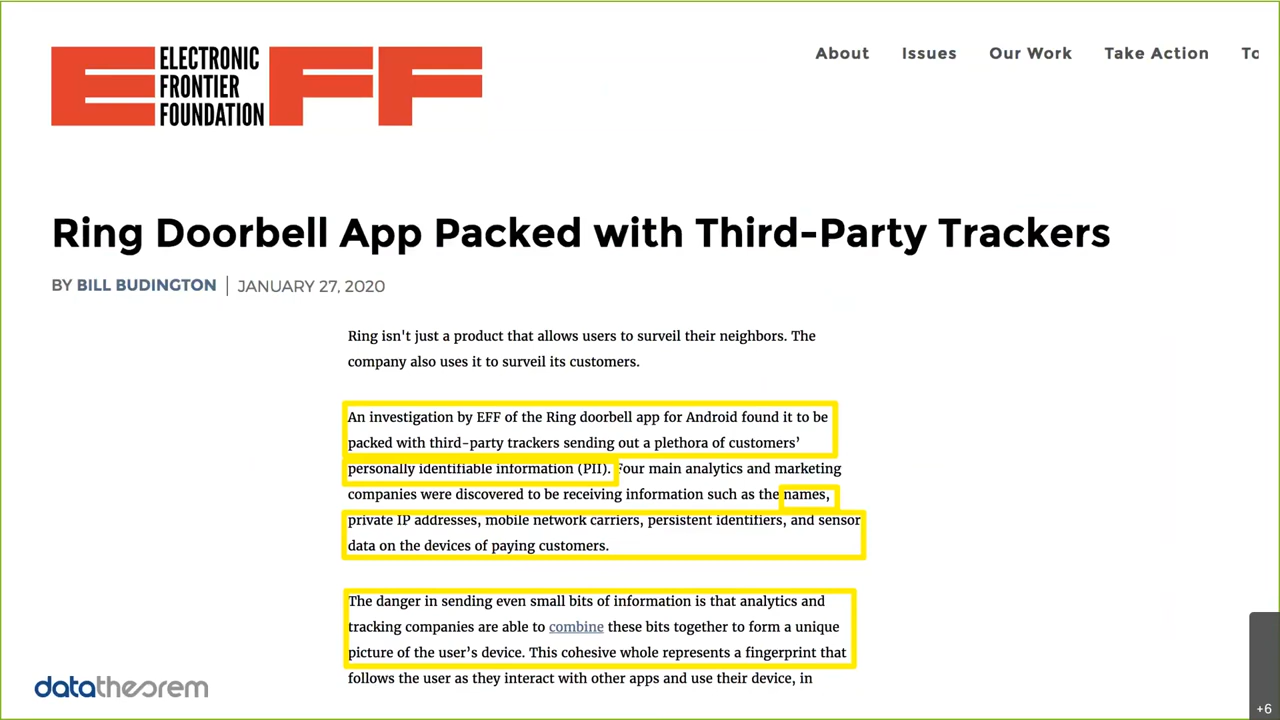 ELECTRONIC
FRONTIER
FOUNDATION
EFF
About Issues Our Work Take Action To
Ring Doorbell App Packed with Third-Party Trackers
BY BILL BUDINGTON | JANUARY 27, 2020
Ring isn't just a product that allows users to surveil their neighbors. The
company also uses it to surveil its customers.
An investigation by EFF of the Ring doorbell app for Android found it to be
packed with third-party trackers sending out a plethora of customers’
personally identifiable information (PII). Four main analytics and marketing
companies were discovered to be receiving information such as the names,
private IP addresses, mobile network carriers, persistent identifiers, and sensor
data on the devices of paying customers.
The danger in sending even small bits of information is that analytics and
tracking companies are able to combine these bits together to form a unique
picture of the user’s device. This cohesive whole represents a fingerprint that
follows the user as they interact with other apps and use their device, in
datatheorem
+6